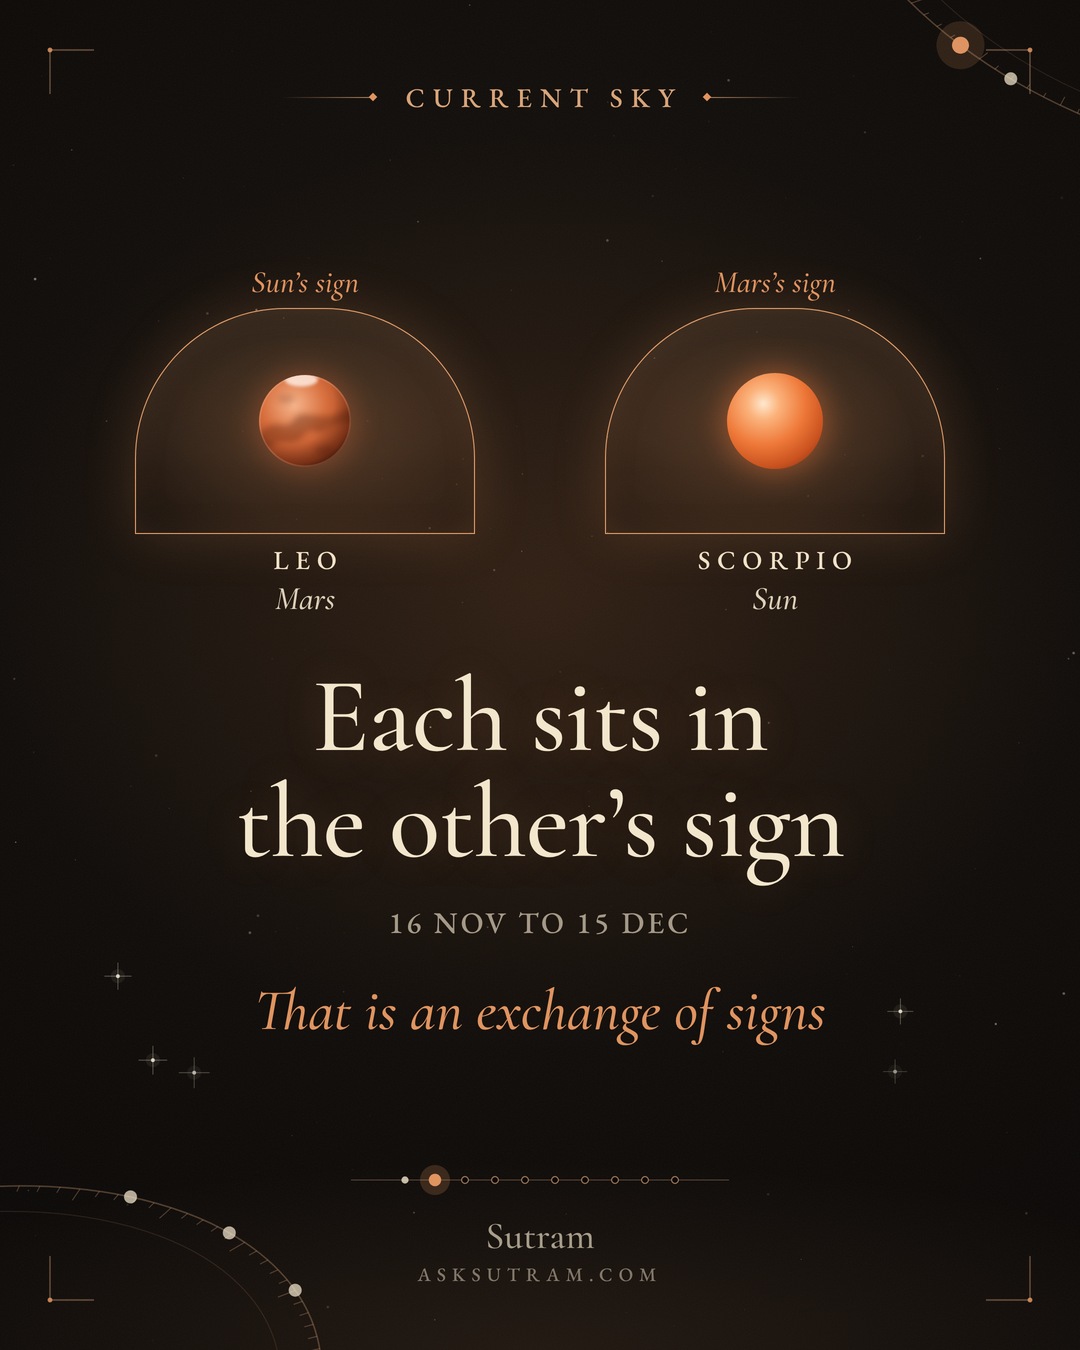 CURRENT SKY
Sun’s sign
Mars’s sign
LEO
Mars
SCORPIO
Sun
Each sits in
the other’s sign
16 NOV TO 15 DEC
That is an exchange of signs
Sutram
ASKSUTRAM.COM